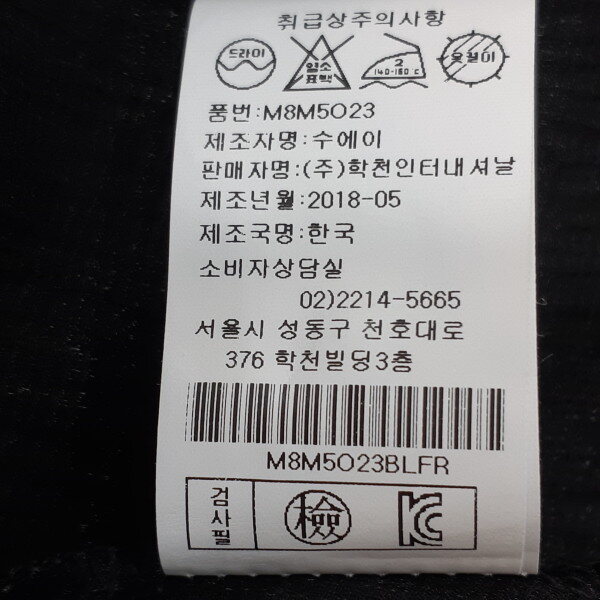 취급상주의사항
드라이 염소표백 2 140-160℃ 옷걸이
품번:M8M5O23
제조자명:수에이
판매자명:(주)학천인터내셔날
제조년월:2018-05
제조국명:한국
소비자상담실
02)2214-5665
서울시 성동구 천호대로
376 학천빌딩3층
M8M5O23BLFR
검사필 檢 KC